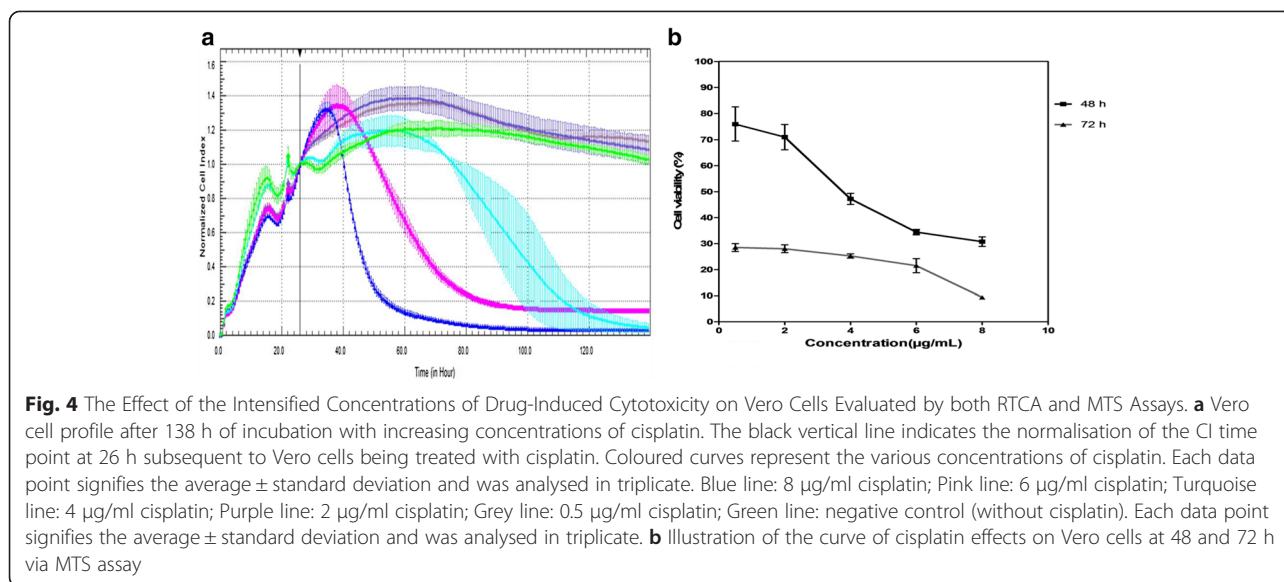 a
b
1.6
1.4
1.2
1.0
0.8
0.6
0.4
0.2
0.0
Normalized Cell Index
0.0 20.0 40.0 60.0 80.0 100.0 120.0
Time (in Hour)
100
90
80
70
60
50
40
30
20
10
0
Cell viability (%)
0 2 4 6 8 10
Concentration(µg/mL)
48 h
72 h
Fig. 4 The Effect of the Intensified Concentrations of Drug-Induced Cytotoxicity on Vero Cells Evaluated by both RTCA and MTS Assays. a Vero
cell profile after 138 h of incubation with increasing concentrations of cisplatin. The black vertical line indicates the normalisation of the CI time
point at 26 h subsequent to Vero cells being treated with cisplatin. Coloured curves represent the various concentrations of cisplatin. Each data
point signifies the average ± standard deviation and was analysed in triplicate. Blue line: 8 µg/ml cisplatin; Pink line: 6 µg/ml cisplatin; Turquoise
line: 4 µg/ml cisplatin; Purple line: 2 µg/ml cisplatin; Grey line: 0.5 µg/ml cisplatin; Green line: negative control (without cisplatin). Each data point
signifies the average ± standard deviation and was analysed in triplicate. b Illustration of the curve of cisplatin effects on Vero cells at 48 and 72 h
via MTS assay